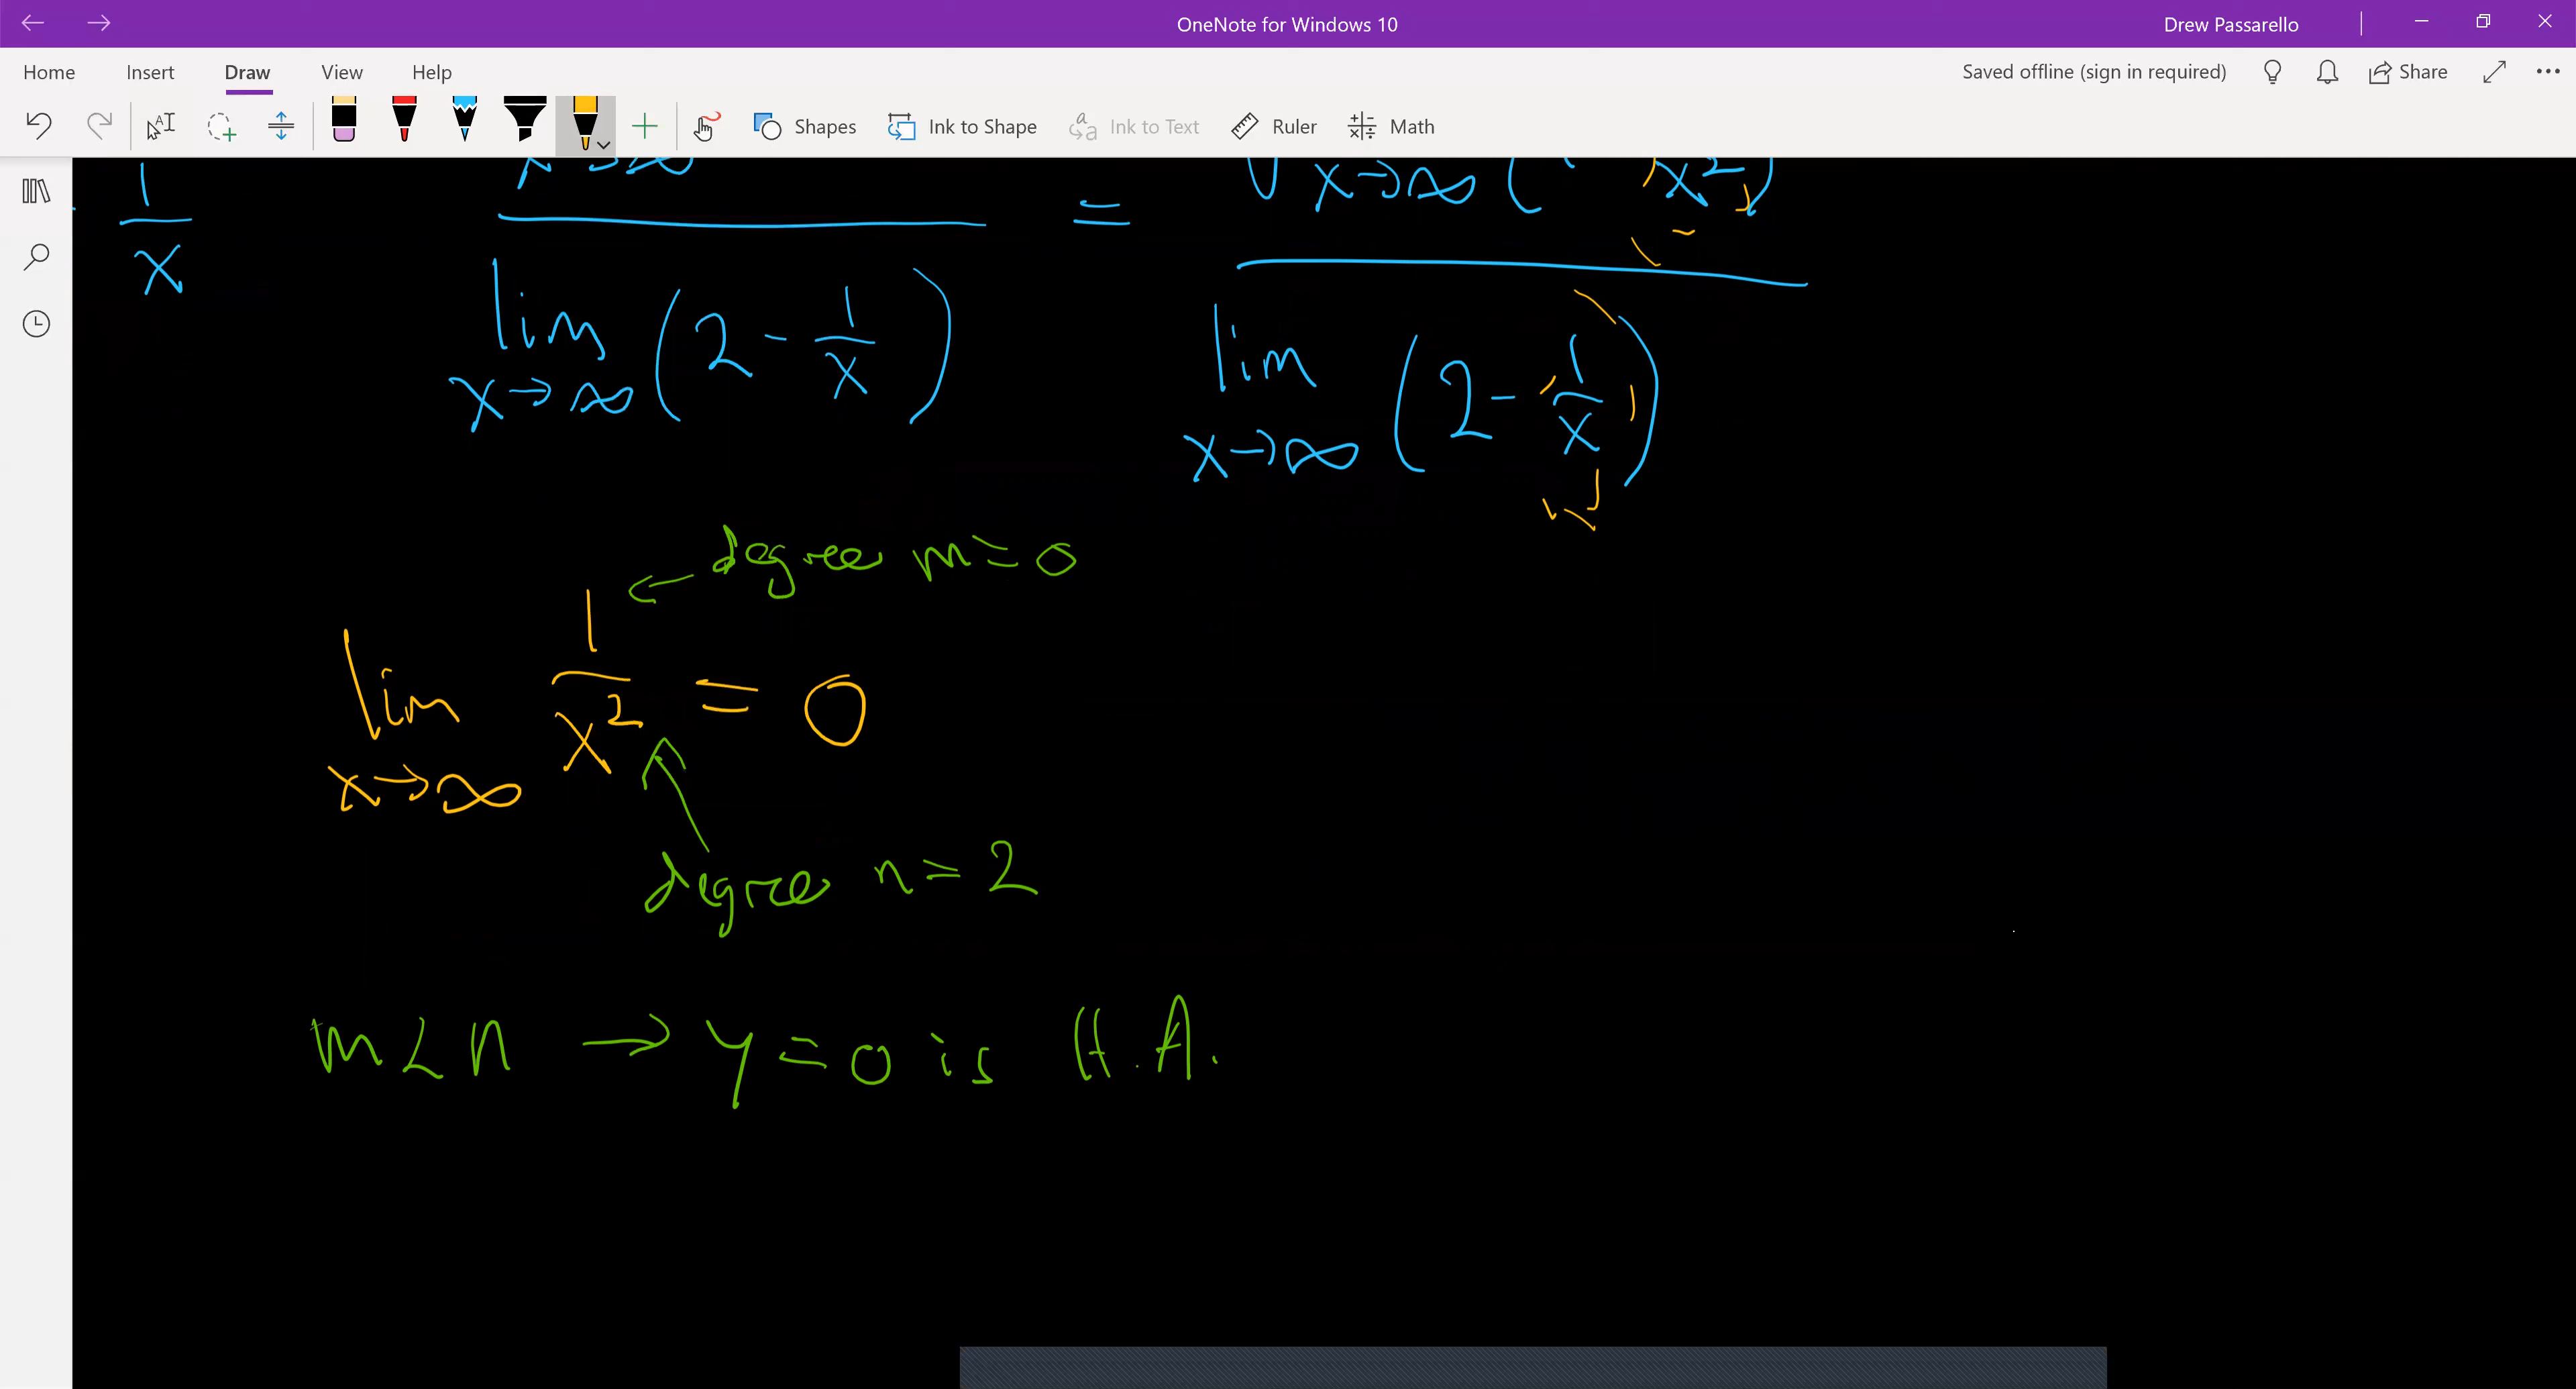 OneNote for Windows 10
Drew Passarello
Home Insert Draw View Help
Saved offline (sign in required) Share
Shapes Ink to Shape Ink to Text Ruler Math
1/x
= x→∞ ( x²)
lim x→∞ (2 - 1/x)
lim x→∞ (2 - 1/x)
← degree m = 0
lim x→∞ 1/x² = 0
degree n = 2
m < n → y = 0 is H.A.